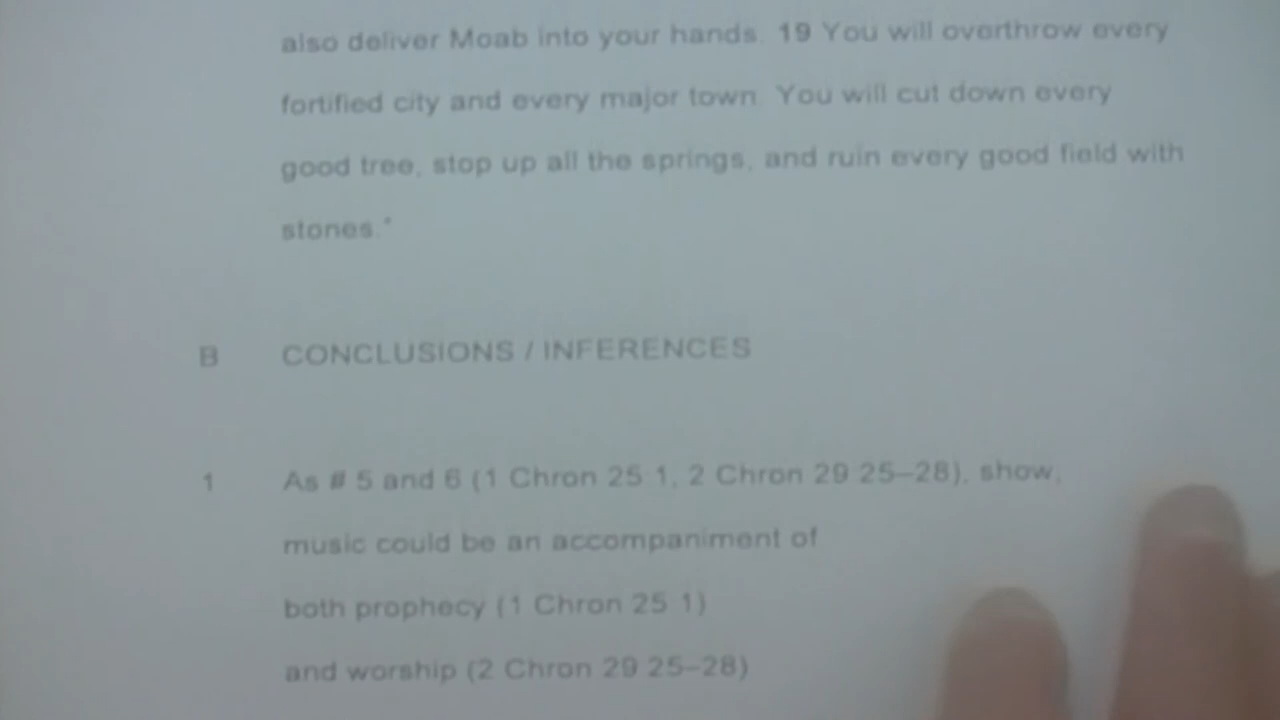 also deliver Moab into your hands. 19 You will overthrow every
fortified city and every major town. You will cut down every
good tree, stop up all the springs, and ruin every good field with
stones."
B CONCLUSIONS / INFERENCES
1 As # 5 and 6 (1 Chron 25:1, 2 Chron 29:25–28), show,
music could be an accompaniment of
both prophecy (1 Chron 25:1)
and worship (2 Chron 29:25–28)